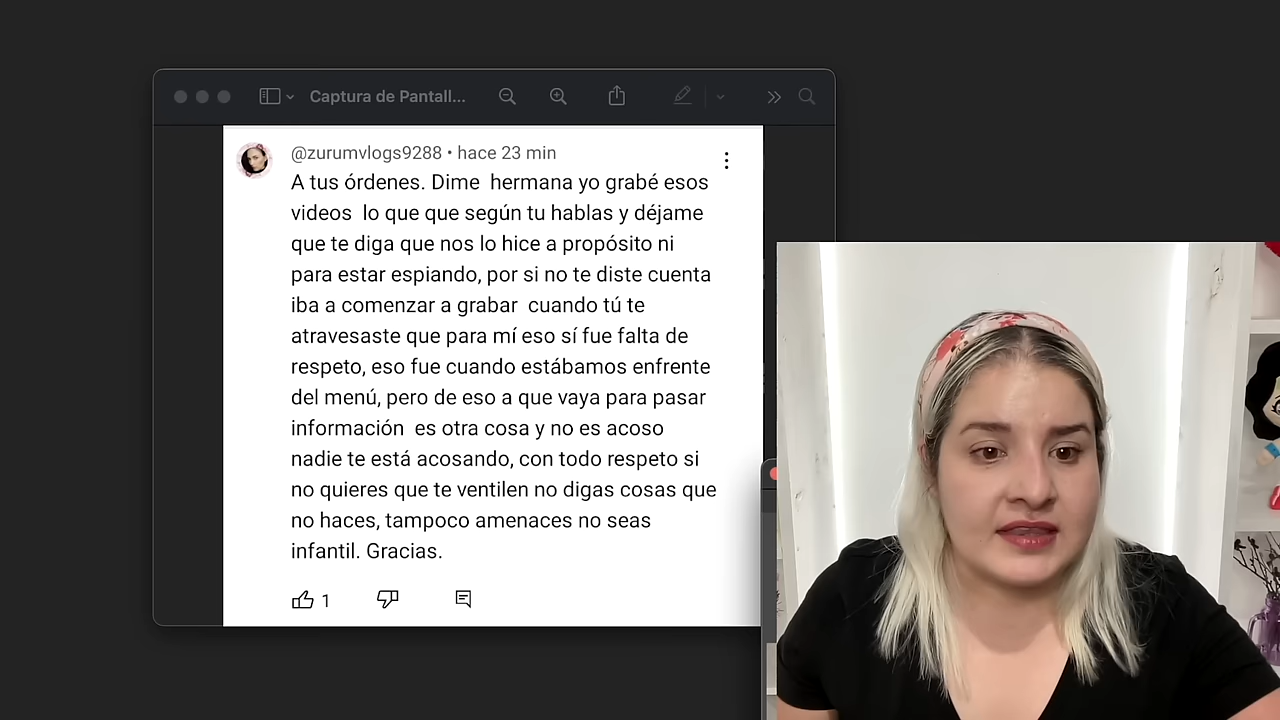 Captura de Pantall...
@zurumvlogs9288 • hace 23 min
A tus órdenes. Dime hermana yo grabé esos
videos lo que que según tu hablas y déjame
que te diga que nos lo hice a propósito ni
para estar espiando, por si no te diste cuenta
iba a comenzar a grabar cuando tú te
atravesaste que para mí eso sí fue falta de
respeto, eso fue cuando estábamos enfrente
del menú, pero de eso a que vaya para pasar
información es otra cosa y no es acoso
nadie te está acosando, con todo respeto si
no quieres que te ventilen no digas cosas que
no haces, tampoco amenaces no seas
infantil. Gracias.
1